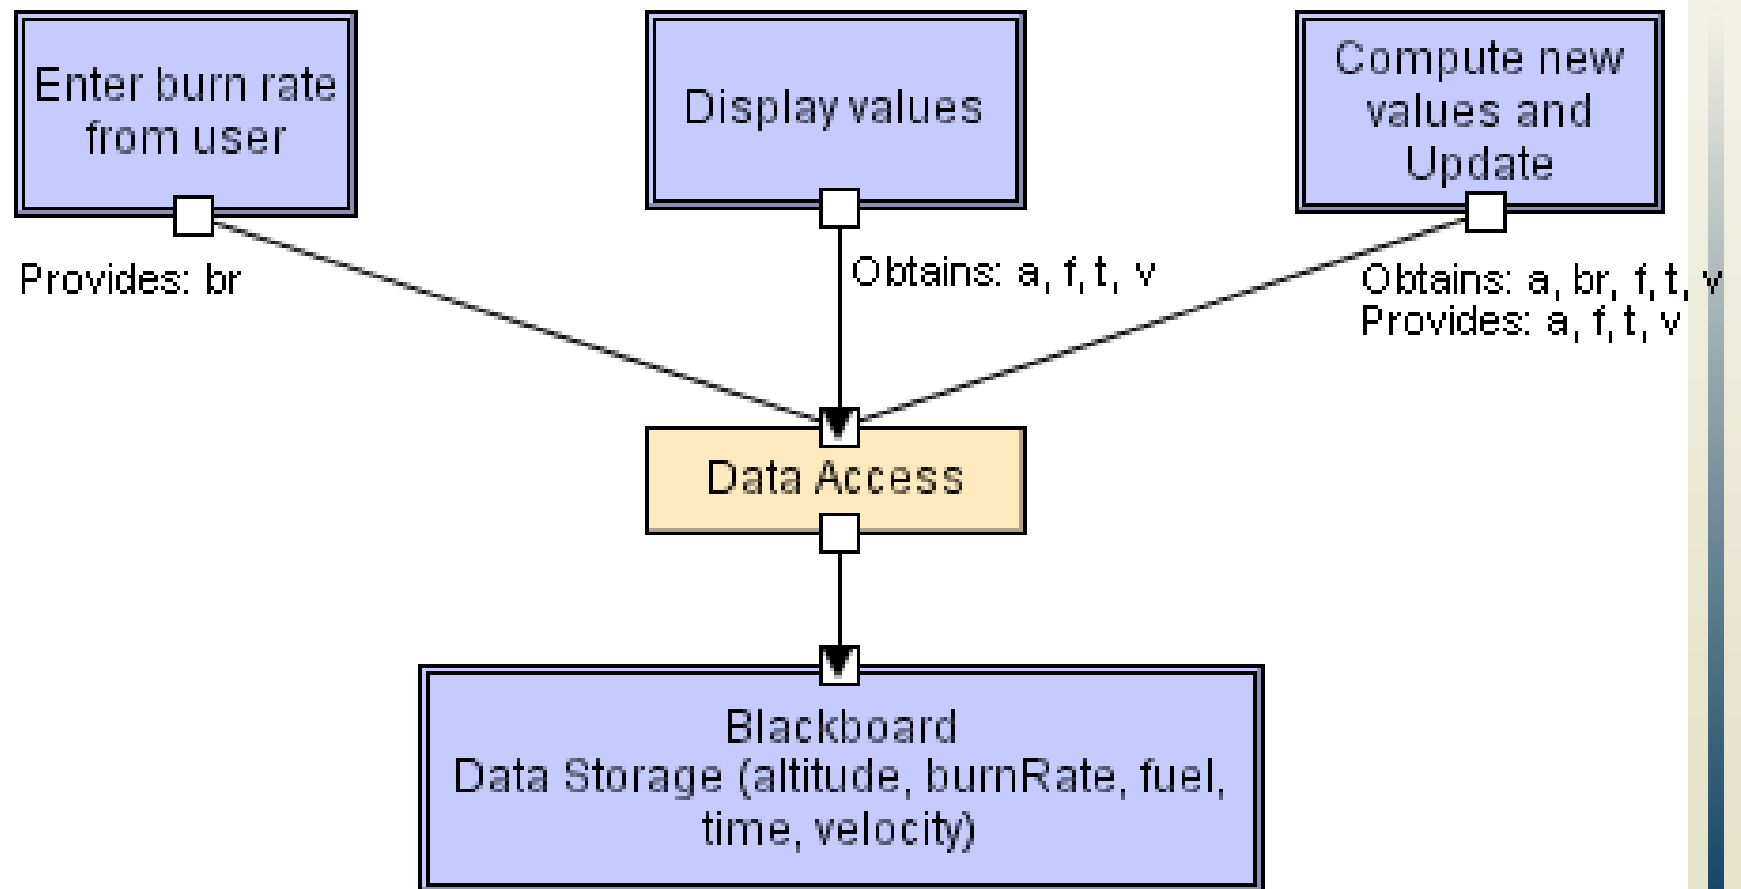 Enter burn rate
from user
Display values
Compute new
values and
Update
Provides: br
Obtains: a, f, t, v
Obtains: a, br, f, t, v
Provides: a, f, t, v
Data Access
Blackboard
Data Storage (altitude, burnRate, fuel,
time, velocity)